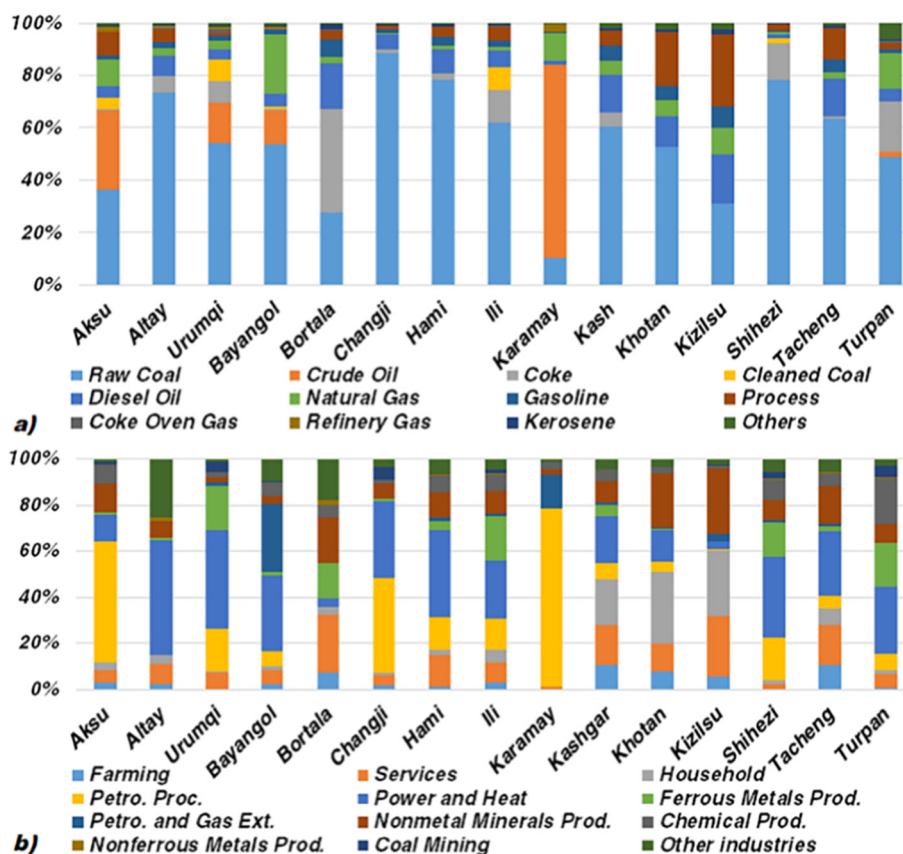 100%
80%
60%
40%
20%
0%
Aksu Altay Urumqi Bayangol Bortala Changji Hami Ili Karamay Kash Khotan Kizilsu Shihezi Tacheng Turpan
Raw Coal Crude Oil Coke Cleaned Coal
Diesel Oil Natural Gas Gasoline Process
Coke Oven Gas Refinery Gas Kerosene Others
a)
100%
80%
60%
40%
20%
0%
Aksu Altay Urumqi Bayangol Bortala Changji Hami Ili Karamay Kashgar Khotan Kizilsu Shihezi Tacheng Turpan
Farming Services Household
Petro. Proc. Power and Heat Ferrous Metals Prod.
Petro. and Gas Ext. Nonmetal Minerals Prod. Chemical Prod.
Nonferrous Metals Prod. Coal Mining Other industries
b)